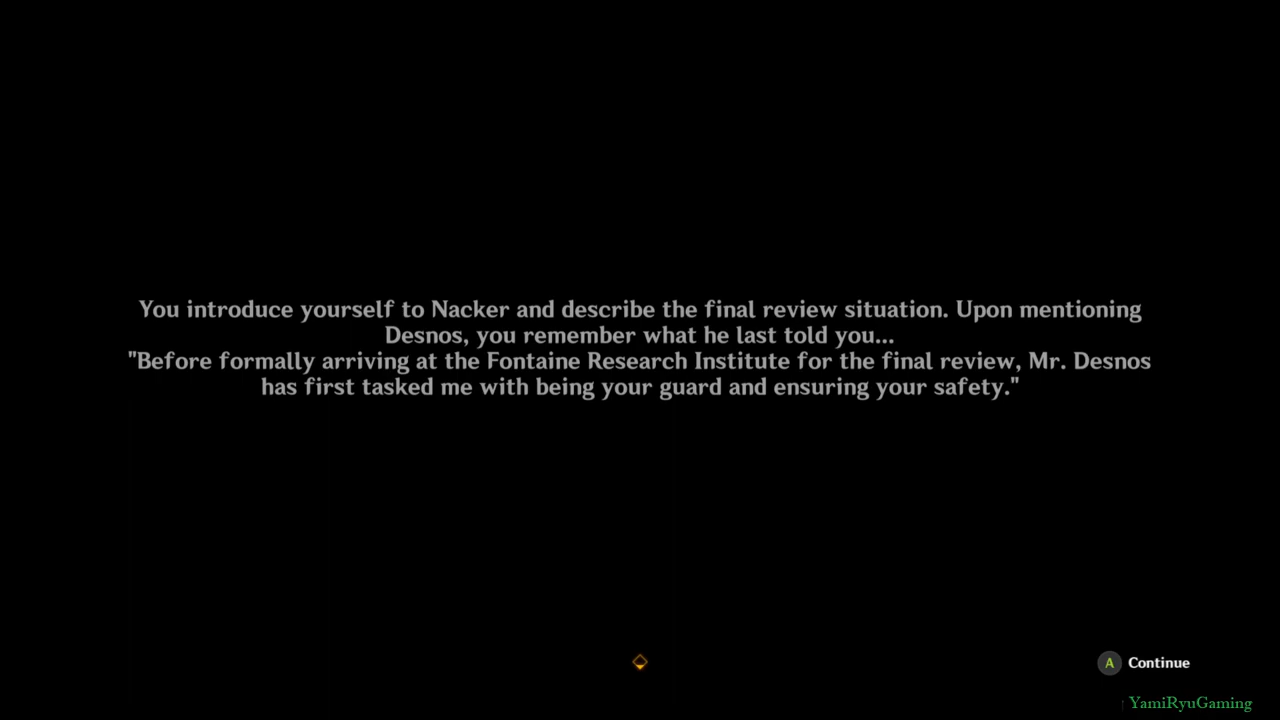 You introduce yourself to Nacker and describe the final review situation. Upon mentioning
Desnos, you remember what he last told you...
"Before formally arriving at the Fontaine Research Institute for the final review, Mr. Desnos
has first tasked me with being your guard and ensuring your safety."
A Continue
YamiRyuGaming